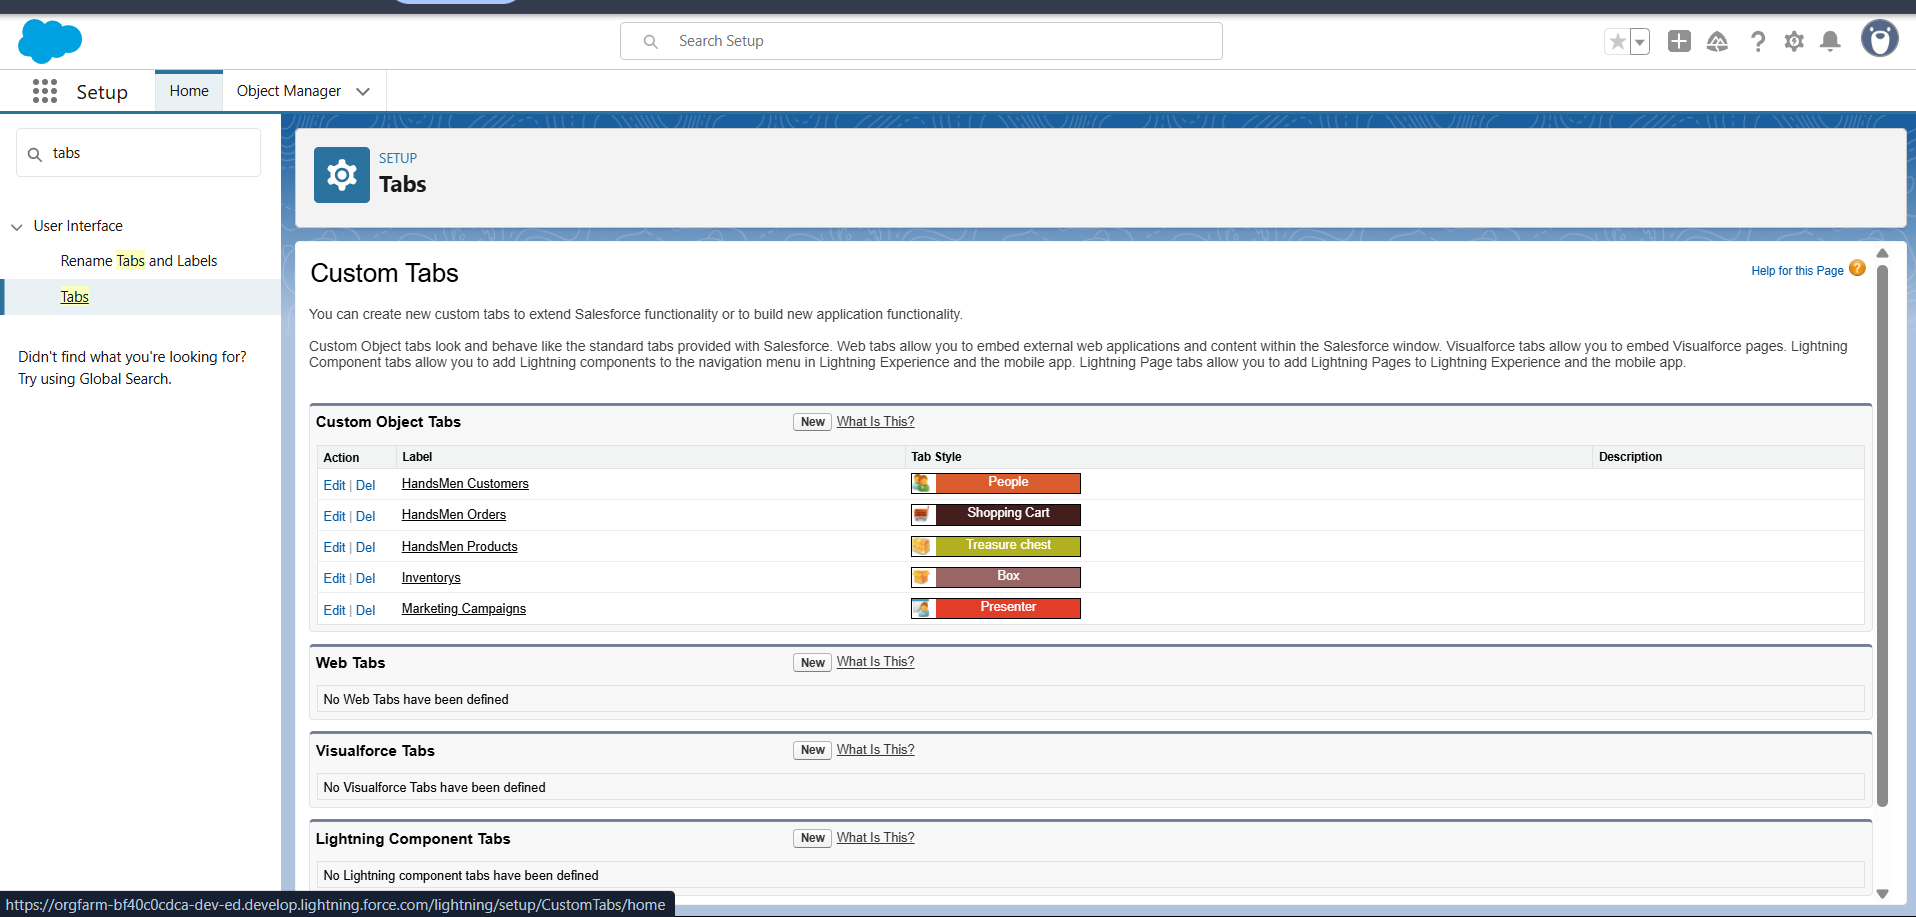 Search Setup
Setup
Home
Object Manager
tabs
User Interface
Rename Tabs and Labels
Tabs
Didn't find what you're looking for?
Try using Global Search.
SETUP
Tabs
Custom Tabs
Help for this Page ?
You can create new custom tabs to extend Salesforce functionality or to build new application functionality.
Custom Object tabs look and behave like the standard tabs provided with Salesforce. Web tabs allow you to embed external web applications and content within the Salesforce window. Visualforce tabs allow you to embed Visualforce pages. Lightning
Component tabs allow you to add Lightning components to the navigation menu in Lightning Experience and the mobile app. Lightning Page tabs allow you to add Lightning Pages to Lightning Experience and the mobile app.
Custom Object Tabs New What Is This?
Action Label Tab Style Description
Edit | Del HandsMen Customers People
Edit | Del HandsMen Orders Shopping Cart
Edit | Del HandsMen Products Treasure chest
Edit | Del Inventorys Box
Edit | Del Marketing Campaigns Presenter
Web Tabs New What Is This?
No Web Tabs have been defined
Visualforce Tabs New What Is This?
No Visualforce Tabs have been defined
Lightning Component Tabs New What Is This?
No Lightning component tabs have been defined
https://orgfarm-bf40c0cdca-dev-ed.develop.lightning.force.com/lightning/setup/CustomTabs/home